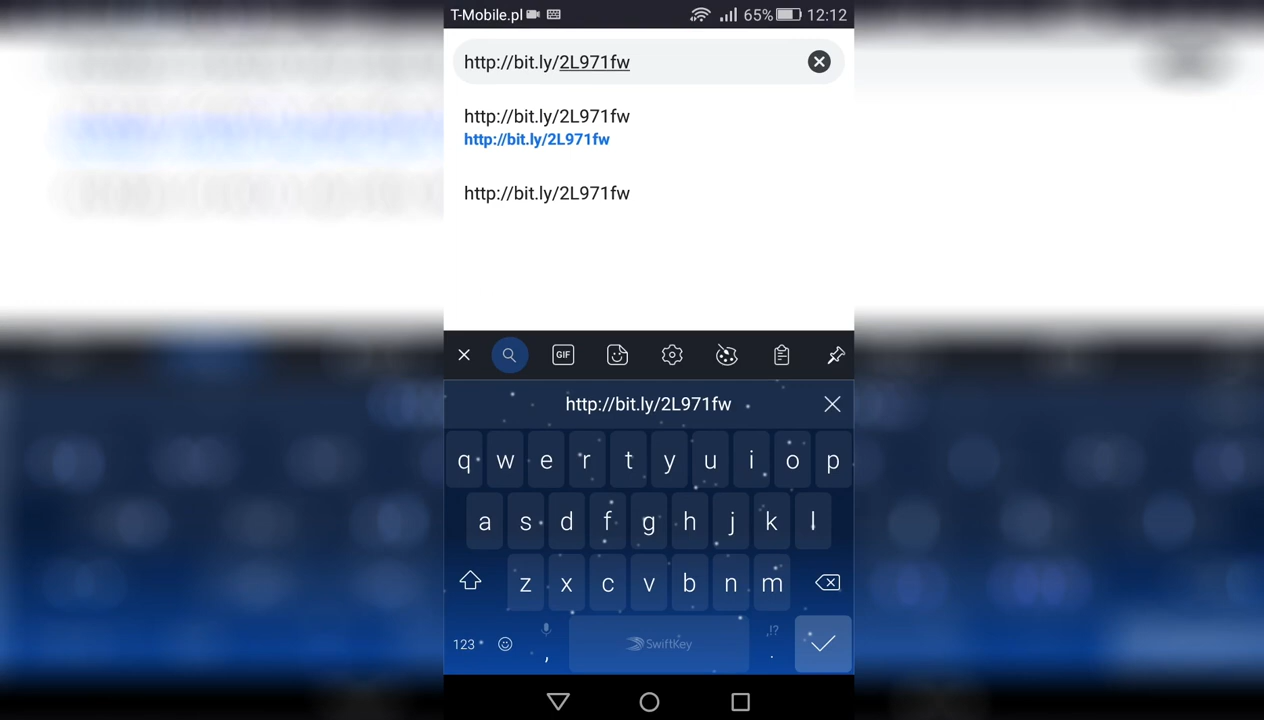 T-Mobile.pl 65% 12:12
http://bit.ly/2L971fw
http://bit.ly/2L971fw
http://bit.ly/2L971fw
http://bit.ly/2L971fw
GIF
http://bit.ly/2L971fw
q w e r t y u i o p
a s d f g h j k l
z x c v b n m
123 , SwiftKey ,!? .